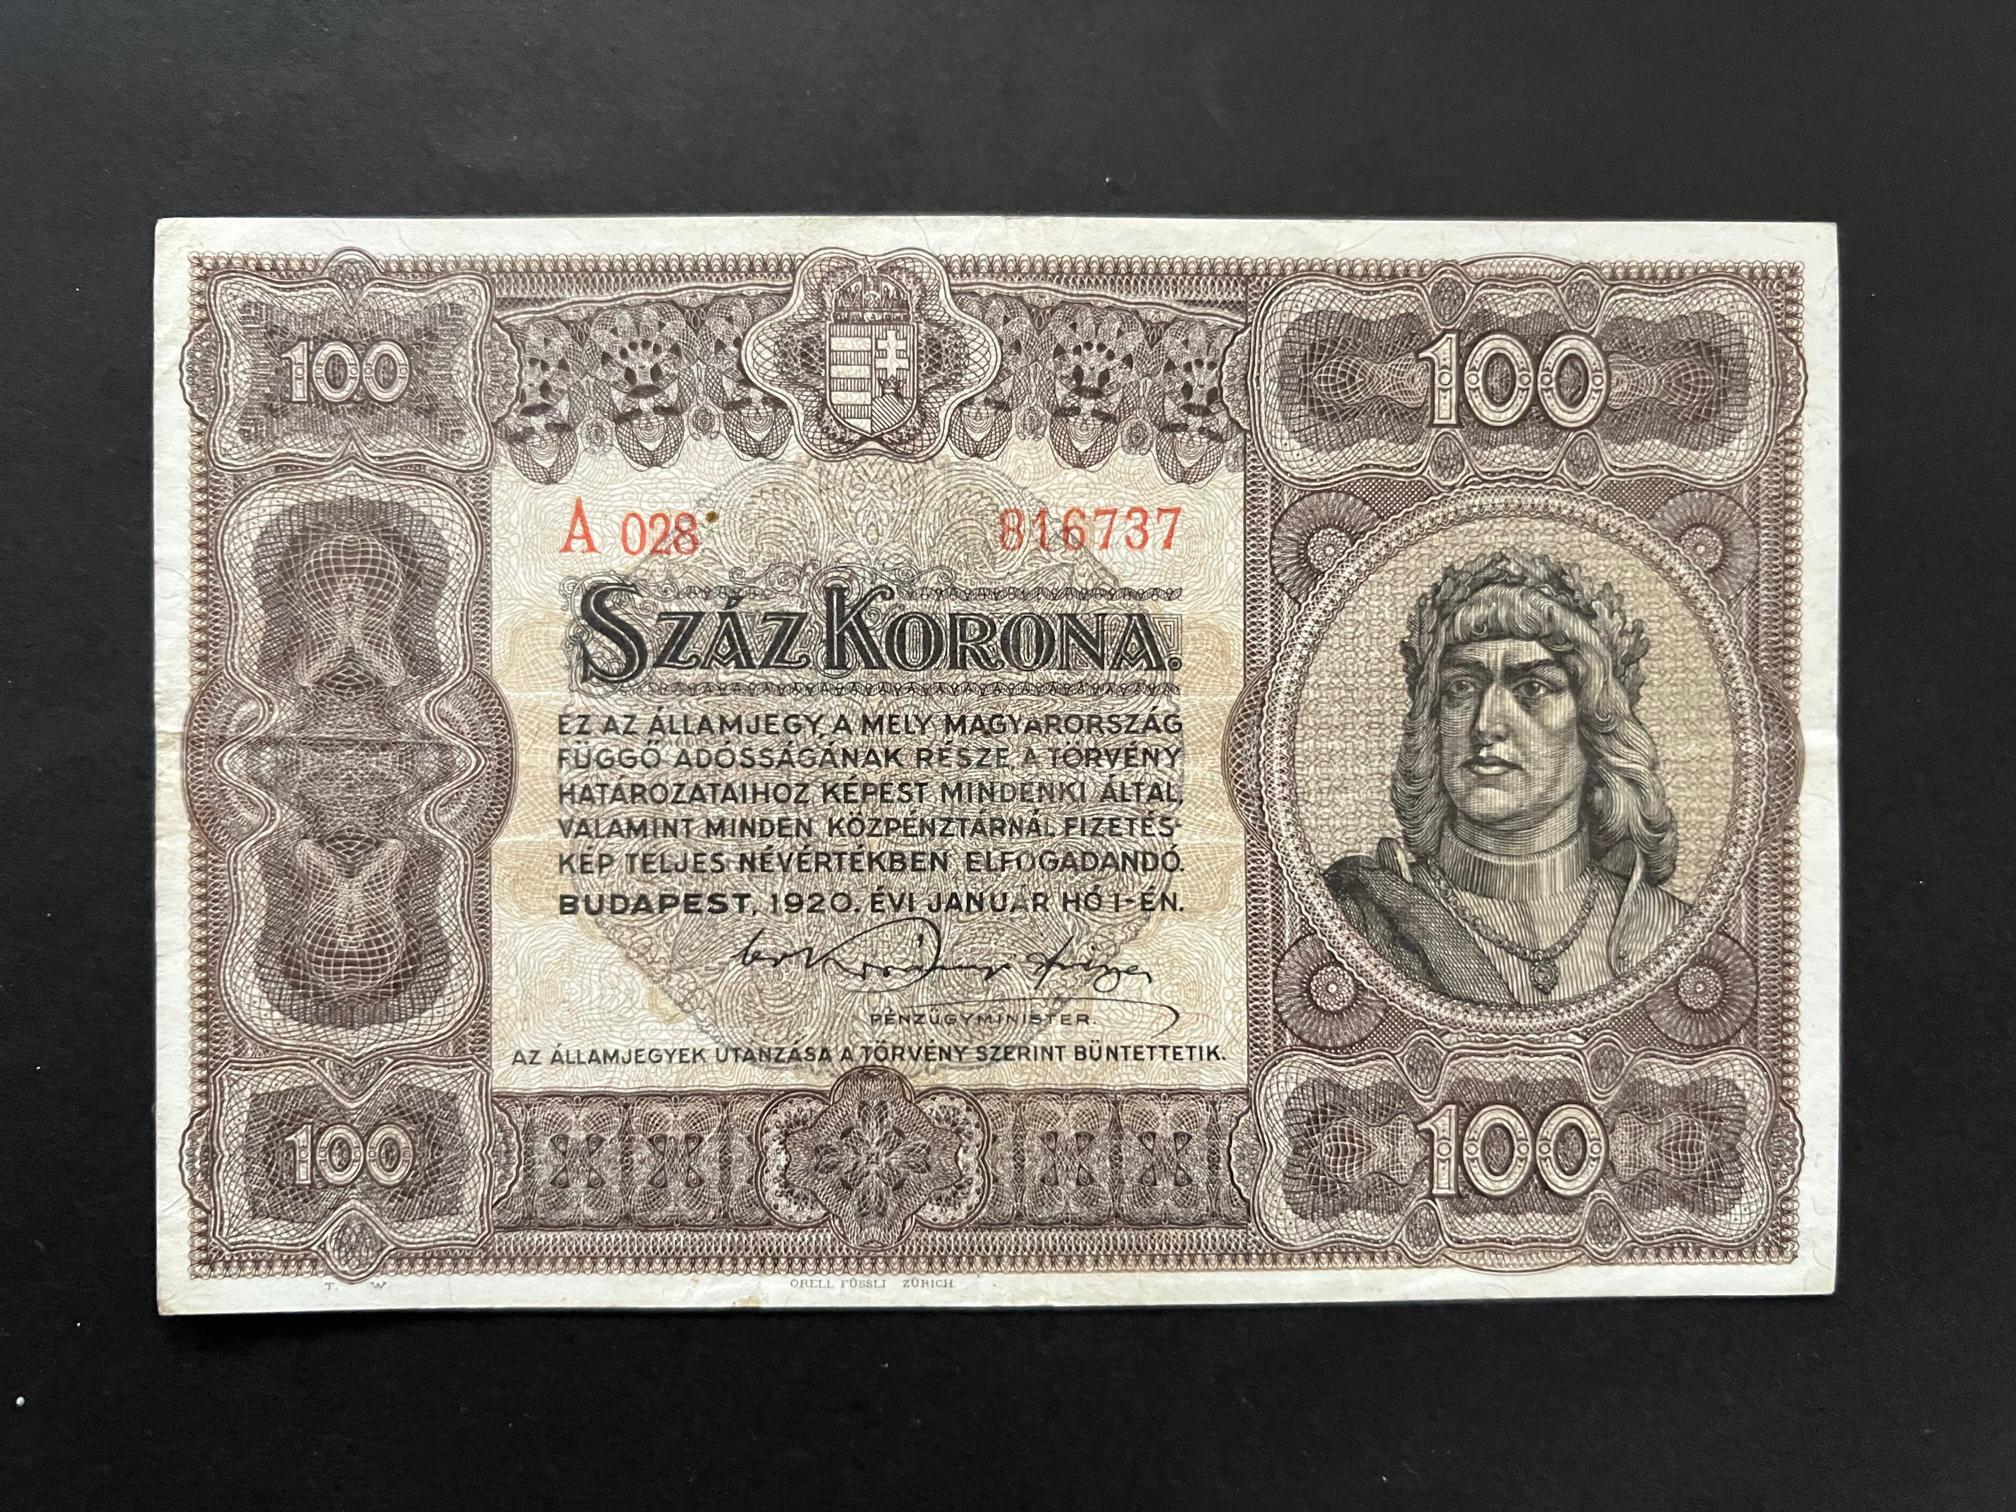 100
100
A 028 816737
SZÁZ KORONA.
EZ AZ ÁLLAMJEGY, A MELY MAGYARORSZÁG
FÜGGŐ ADÓSSÁGÁNAK RÉSZE, A TÖRVÉNY
HATÁROZATAIHOZ KÉPEST MINDENKI ÁLTAL,
VALAMINT MINDEN KÖZPÉNZTÁRNÁL FIZETÉS-
KÉP TELJES NÉVÉRTÉKBEN ELFOGADANDÓ.
BUDAPEST, 1920. ÉVI JANUÁR HÓ 1-ÉN.
PÉNZÜGYMINISTER.
AZ ÁLLAMJEGYEK UTANZÁSA A TÖRVÉNY SZERINT BÜNTETTETIK.
100
100
T. W.
ORELL FÜSSLI ZÜRICH